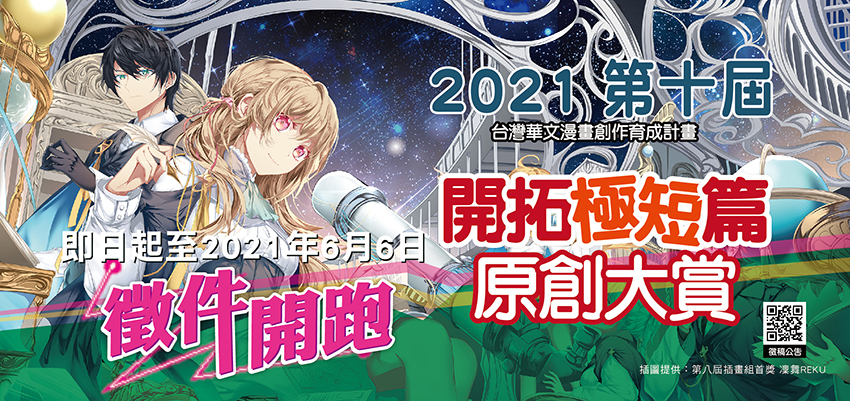 2021 第十屆
台灣華文漫畫創作育成計畫
開拓極短篇
原創大賞
即日起至2021年6月6日
徵件開跑
徵稿公告
插圖提供：第八屆插畫組首獎 澟舞REKU